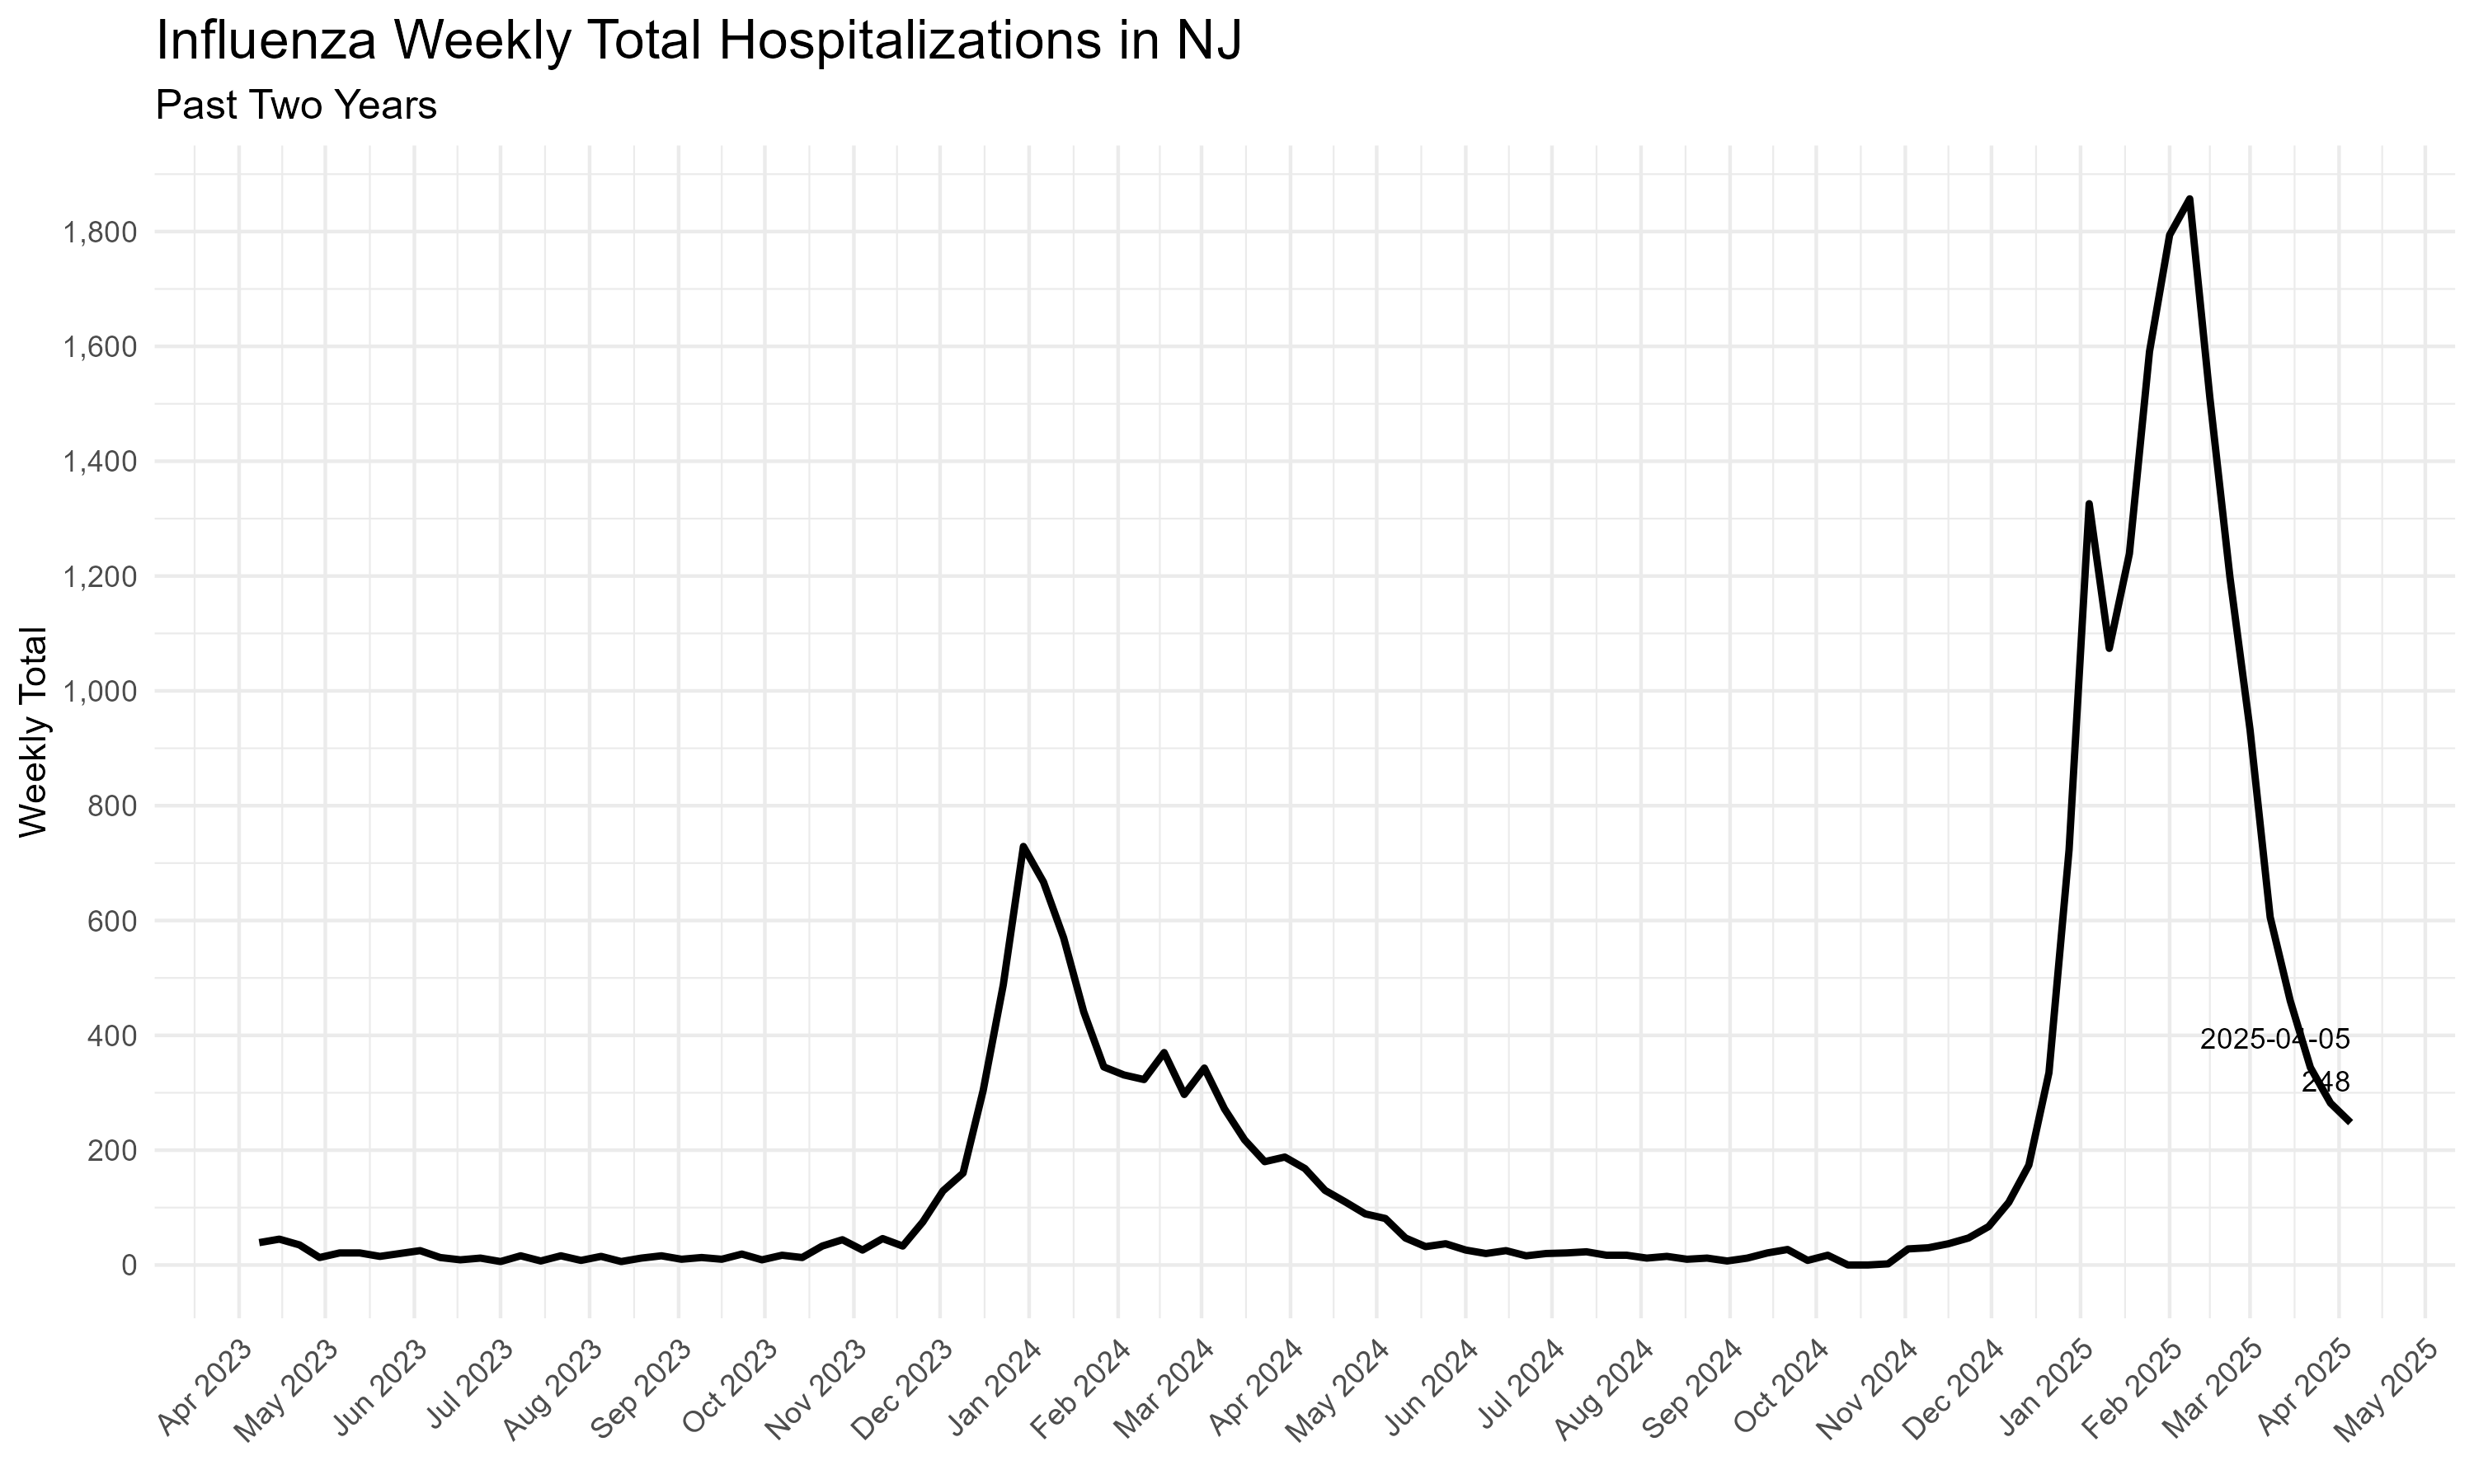 Influenza Weekly Total Hospitalizations in NJ
Past Two Years
Weekly Total
1,800
1,600
1,400
1,200
1,000
800
600
400
200
0
2025-04-05
248
Apr 2023
May 2023
Jun 2023
Jul 2023
Aug 2023
Sep 2023
Oct 2023
Nov 2023
Dec 2023
Jan 2024
Feb 2024
Mar 2024
Apr 2024
May 2024
Jun 2024
Jul 2024
Aug 2024
Sep 2024
Oct 2024
Nov 2024
Dec 2024
Jan 2025
Feb 2025
Mar 2025
Apr 2025
May 2025